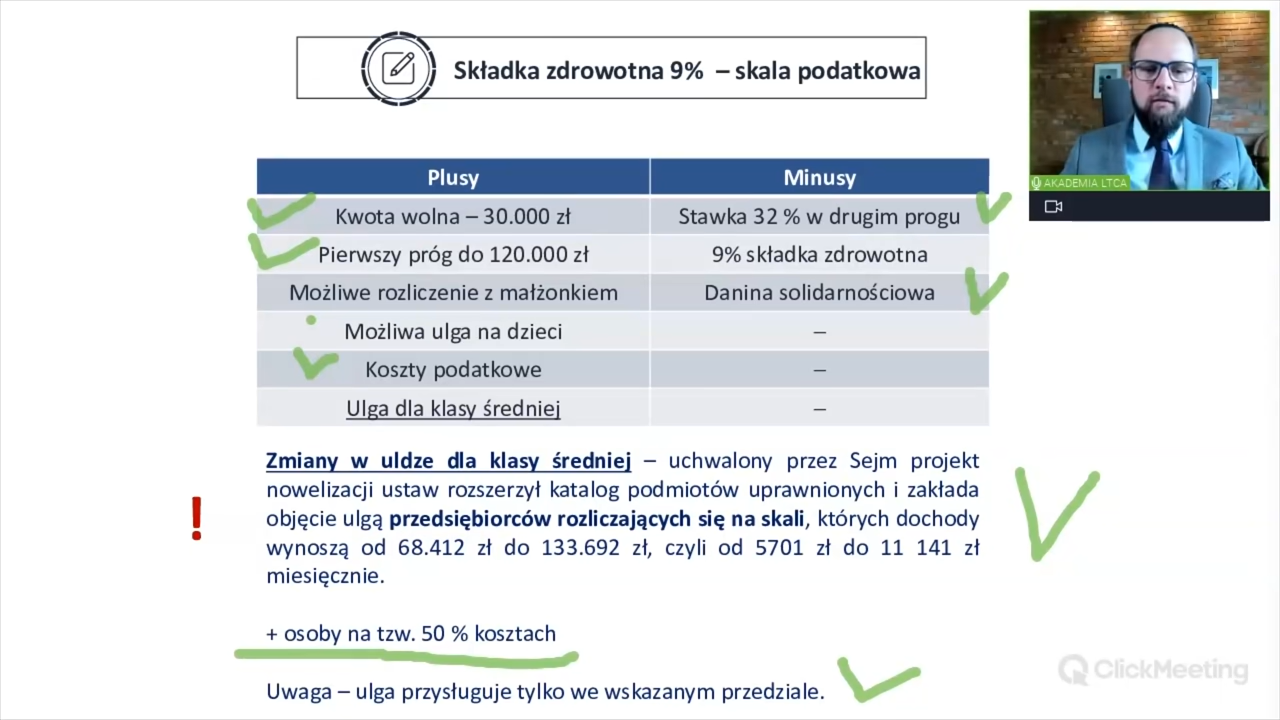 Składka zdrowotna 9% – skala podatkowa
AKADEMIA LTCA
Plusy Minusy
Kwota wolna – 30.000 zł Stawka 32 % w drugim progu
Pierwszy próg do 120.000 zł 9% składka zdrowotna
Możliwe rozliczenie z małżonkiem Danina solidarnościowa
Możliwa ulga na dzieci –
Koszty podatkowe –
Ulga dla klasy średniej –
Zmiany w uldze dla klasy średniej – uchwalony przez Sejm projekt
nowelizacji ustaw rozszerzył katalog podmiotów uprawnionych i zakłada
! objęcie ulgą przedsiębiorców rozliczających się na skali, których dochody
wynoszą od 68.412 zł do 133.692 zł, czyli od 5701 zł do 11 141 zł
miesięcznie.
+ osoby na tzw. 50 % kosztach
Uwaga – ulga przysługuje tylko we wskazanym przedziale.
ClickMeeting